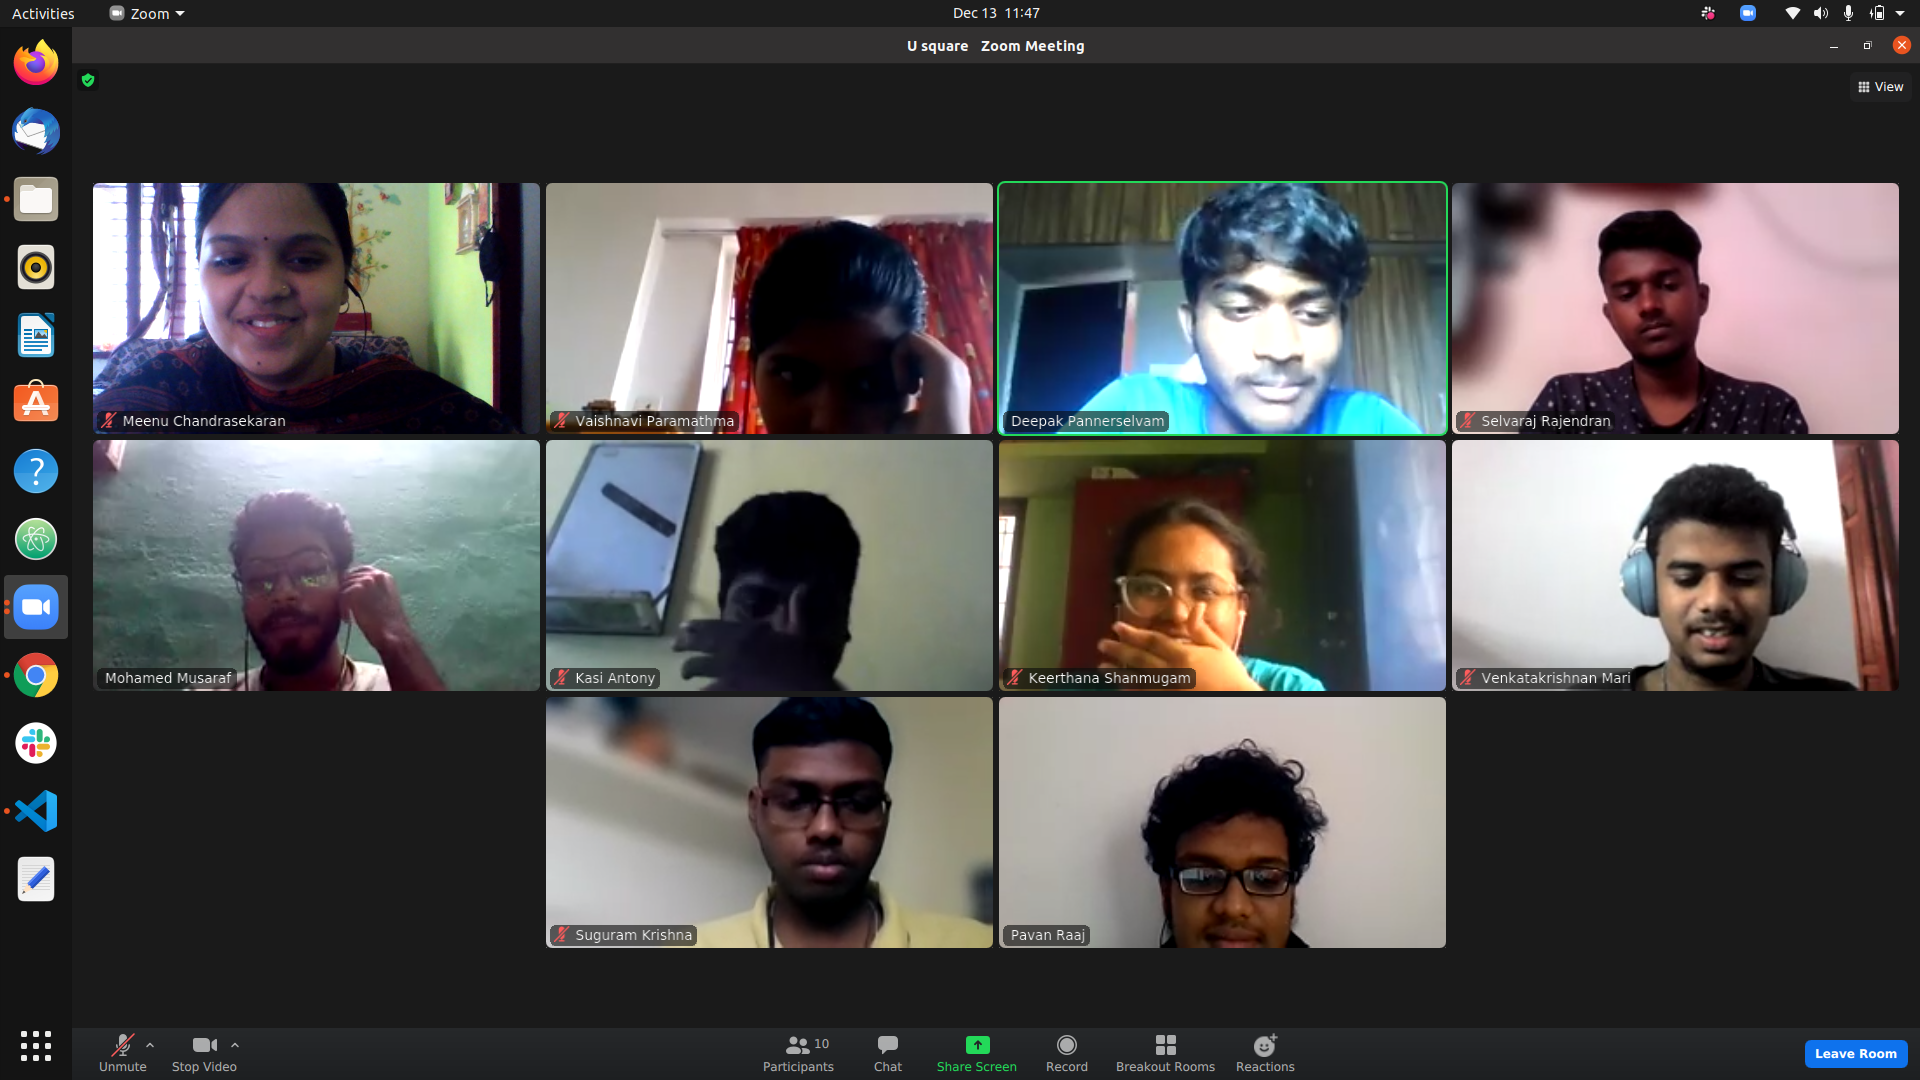 Activities Zoom Dec 13 11:47
U square Zoom Meeting
View
Meenu Chandrasekaran
Vaishnavi Paramathma
Deepak Pannerselvam
Selvaraj Rajendran
Mohamed Musaraf
Kasi Antony
Keerthana Shanmugam
Venkatakrishnan Mari
Suguram Krishna
Pavan Raaj
Unmute
Stop Video
10
Participants
Chat
Share Screen
Record
Breakout Rooms
Reactions
Leave Room